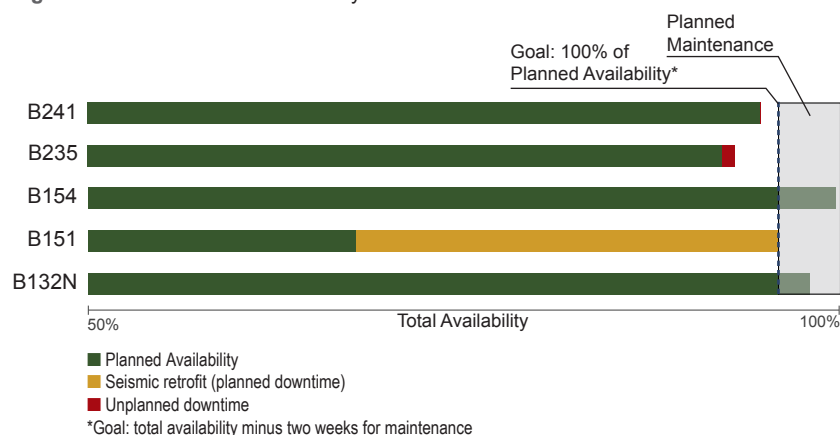 Planned
Maintenance
Goal: 100% of
Planned Availability*
B241
B235
B154
B151
B132N
50%
Total Availability
100%
Planned Availability
Seismic retrofit (planned downtime)
Unplanned downtime
*Goal: total availability minus two weeks for maintenance